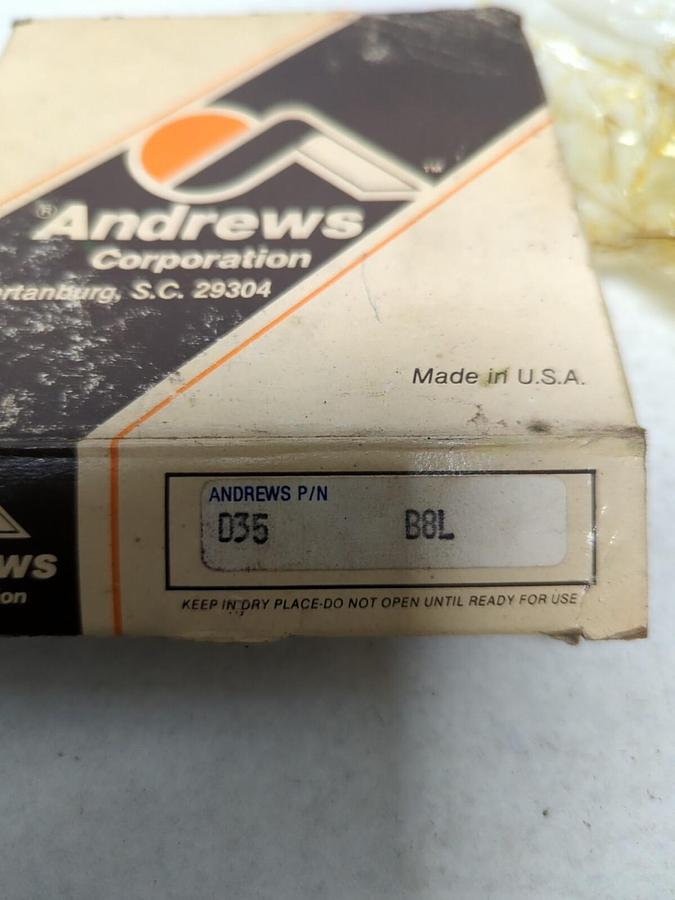 TM
®Andrews
Corporation
rtanburg, S.C. 29304
Made in U.S.A.
ANDREWS P/N
D35 B8L
WS
on
KEEP IN DRY PLACE-DO NOT OPEN UNTIL READY FOR USE